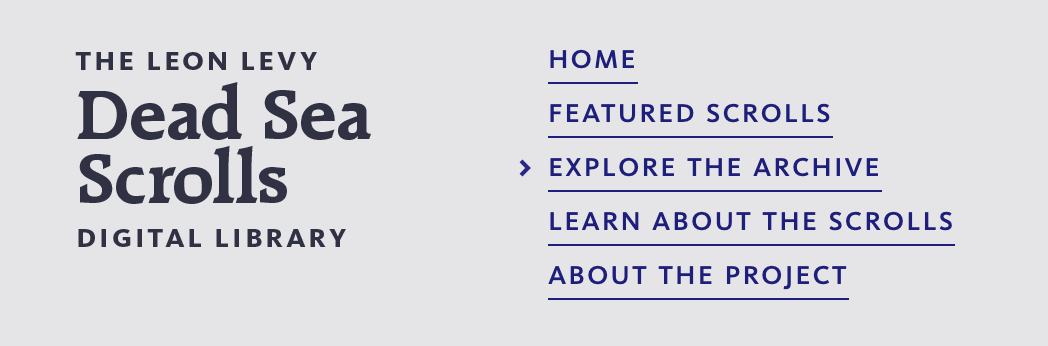 THE LEON LEVY
Dead Sea
Scrolls
DIGITAL LIBRARY
HOME
FEATURED SCROLLS
EXPLORE THE ARCHIVE
LEARN ABOUT THE SCROLLS
ABOUT THE PROJECT